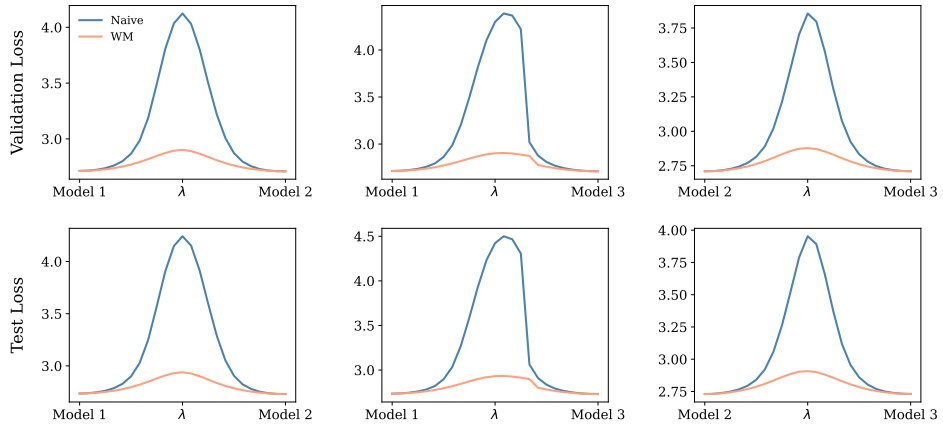 Validation Loss
4.0
3.5
3.0
Naive
WM
Model 1 λ Model 2
4.0
3.5
3.0
Model 1 λ Model 3
3.75
3.50
3.25
3.00
2.75
Model 2 λ Model 3
Test Loss
4.0
3.5
3.0
Model 1 λ Model 2
4.5
4.0
3.5
3.0
Model 1 λ Model 3
4.00
3.75
3.50
3.25
3.00
2.75
Model 2 λ Model 3